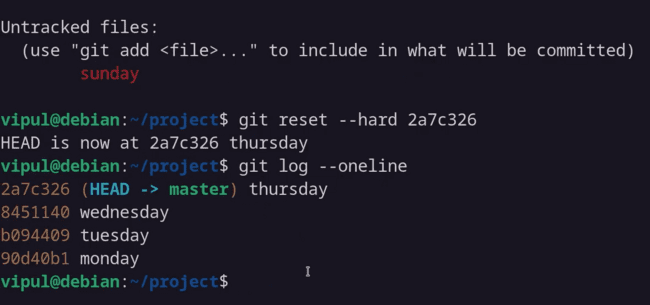 Untracked files:
  (use "git add <file>..." to include in what will be committed)
        sunday
vipul@debian:~/project$ git reset --hard 2a7c326
HEAD is now at 2a7c326 thursday
vipul@debian:~/project$ git log --oneline
2a7c326 (HEAD -> master) thursday
8451140 wednesday
b094409 tuesday
90d40b1 monday
vipul@debian:~/project$